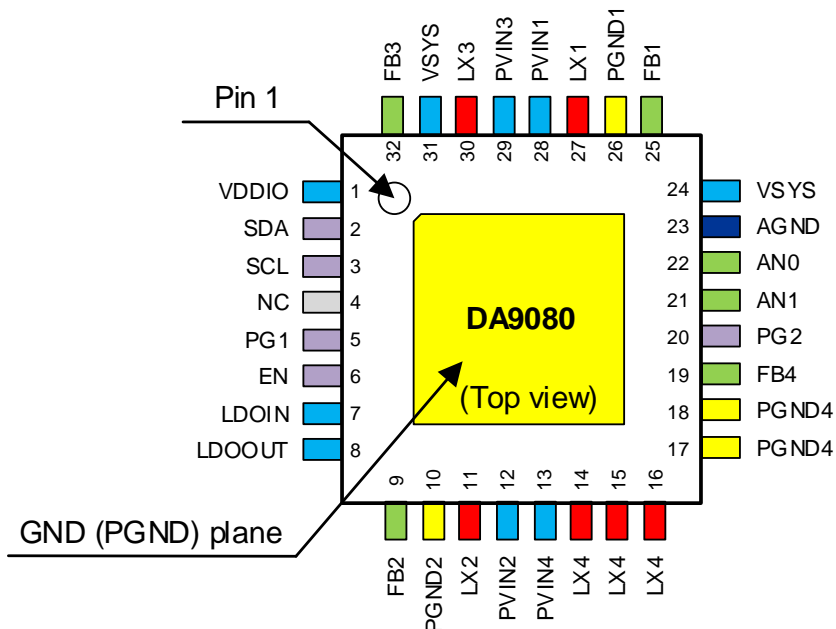 FB3
VSYS
LX3
PVIN3
PVIN1
LX1
PGND1
FB1
Pin 1
32
31
30
29
28
27
26
25
VDDIO 1
SDA 2
SCL 3
NC 4
PG1 5
EN 6
LDOIN 7
LDOOUT 8
24 VSYS
23 AGND
22 AN0
21 AN1
20 PG2
19 FB4
18 PGND4
17 PGND4
DA9080
(Top view)
9
10
11
12
13
14
15
16
GND (PGND) plane
FB2
PGND2
LX2
PVIN2
PVIN4
LX4
LX4
LX4